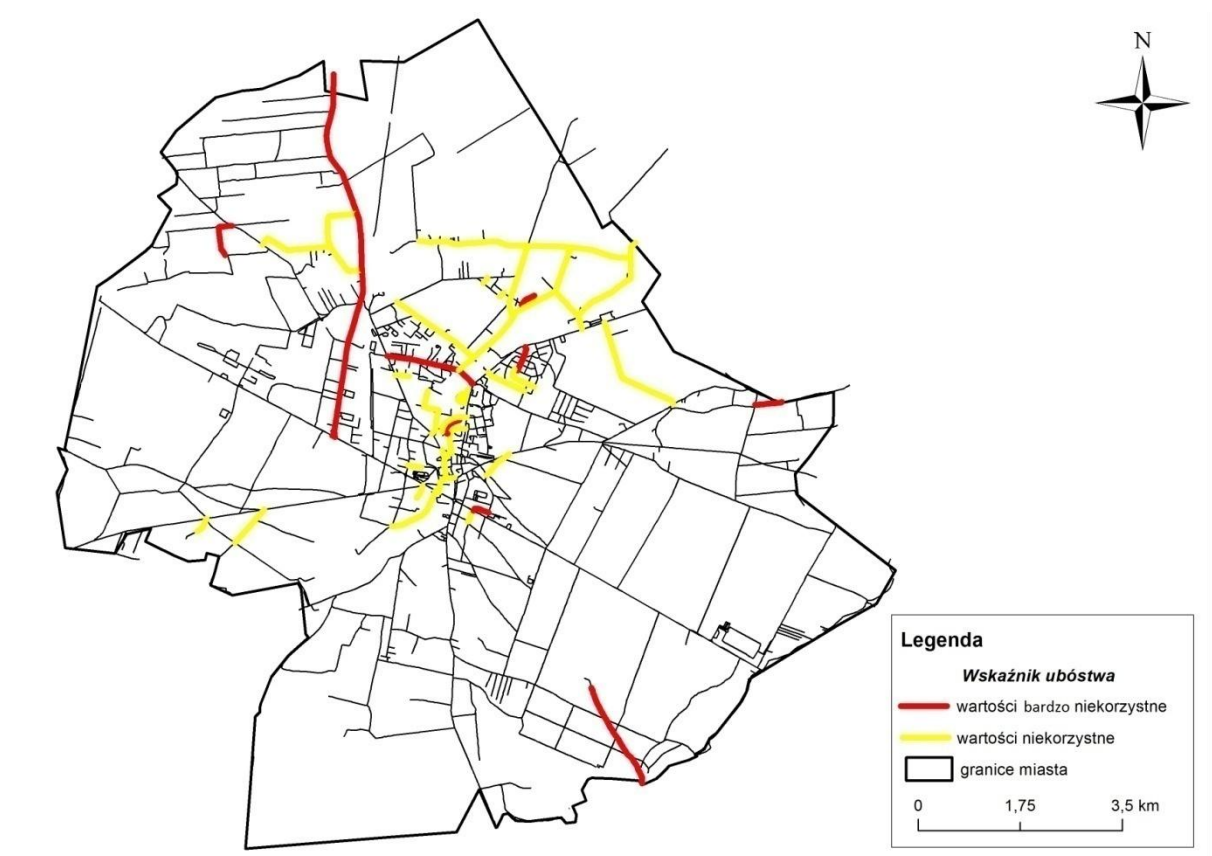 N
Legenda
Wskaźnik ubóstwa
wartości bardzo niekorzystne
wartości niekorzystne
granice miasta
0 1,75 3,5 km